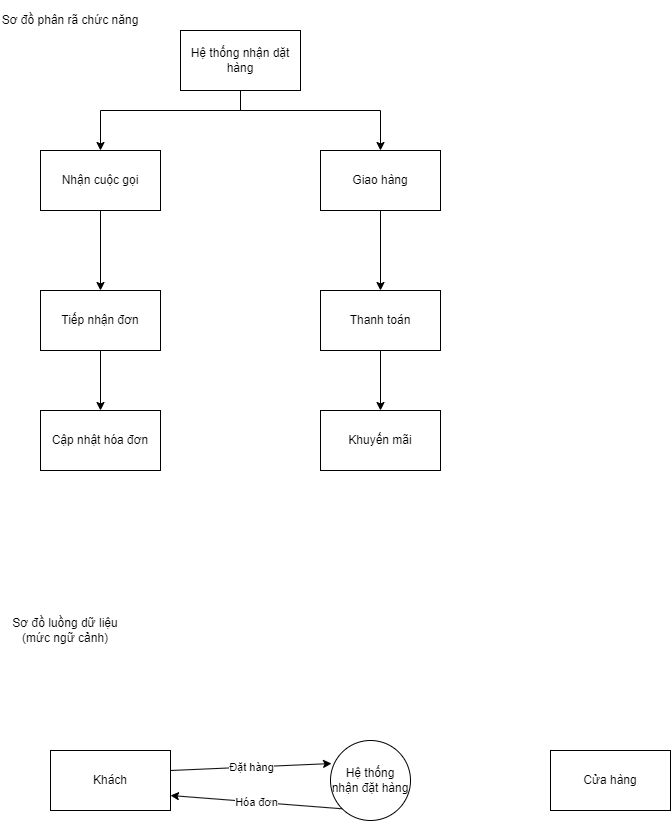 Sơ đồ phân rã chức năng
Hệ thống nhận dặt
hàng
Nhận cuộc gọi
Giao hàng
Tiếp nhận đơn
Thanh toán
Cập nhật hóa đơn
Khuyến mãi
Sơ đồ luồng dữ liệu
(mức ngữ cảnh)
Khách
Đặt hàng
Hệ thống
nhận đặt hàng
Cửa hàng
Hóa đơn